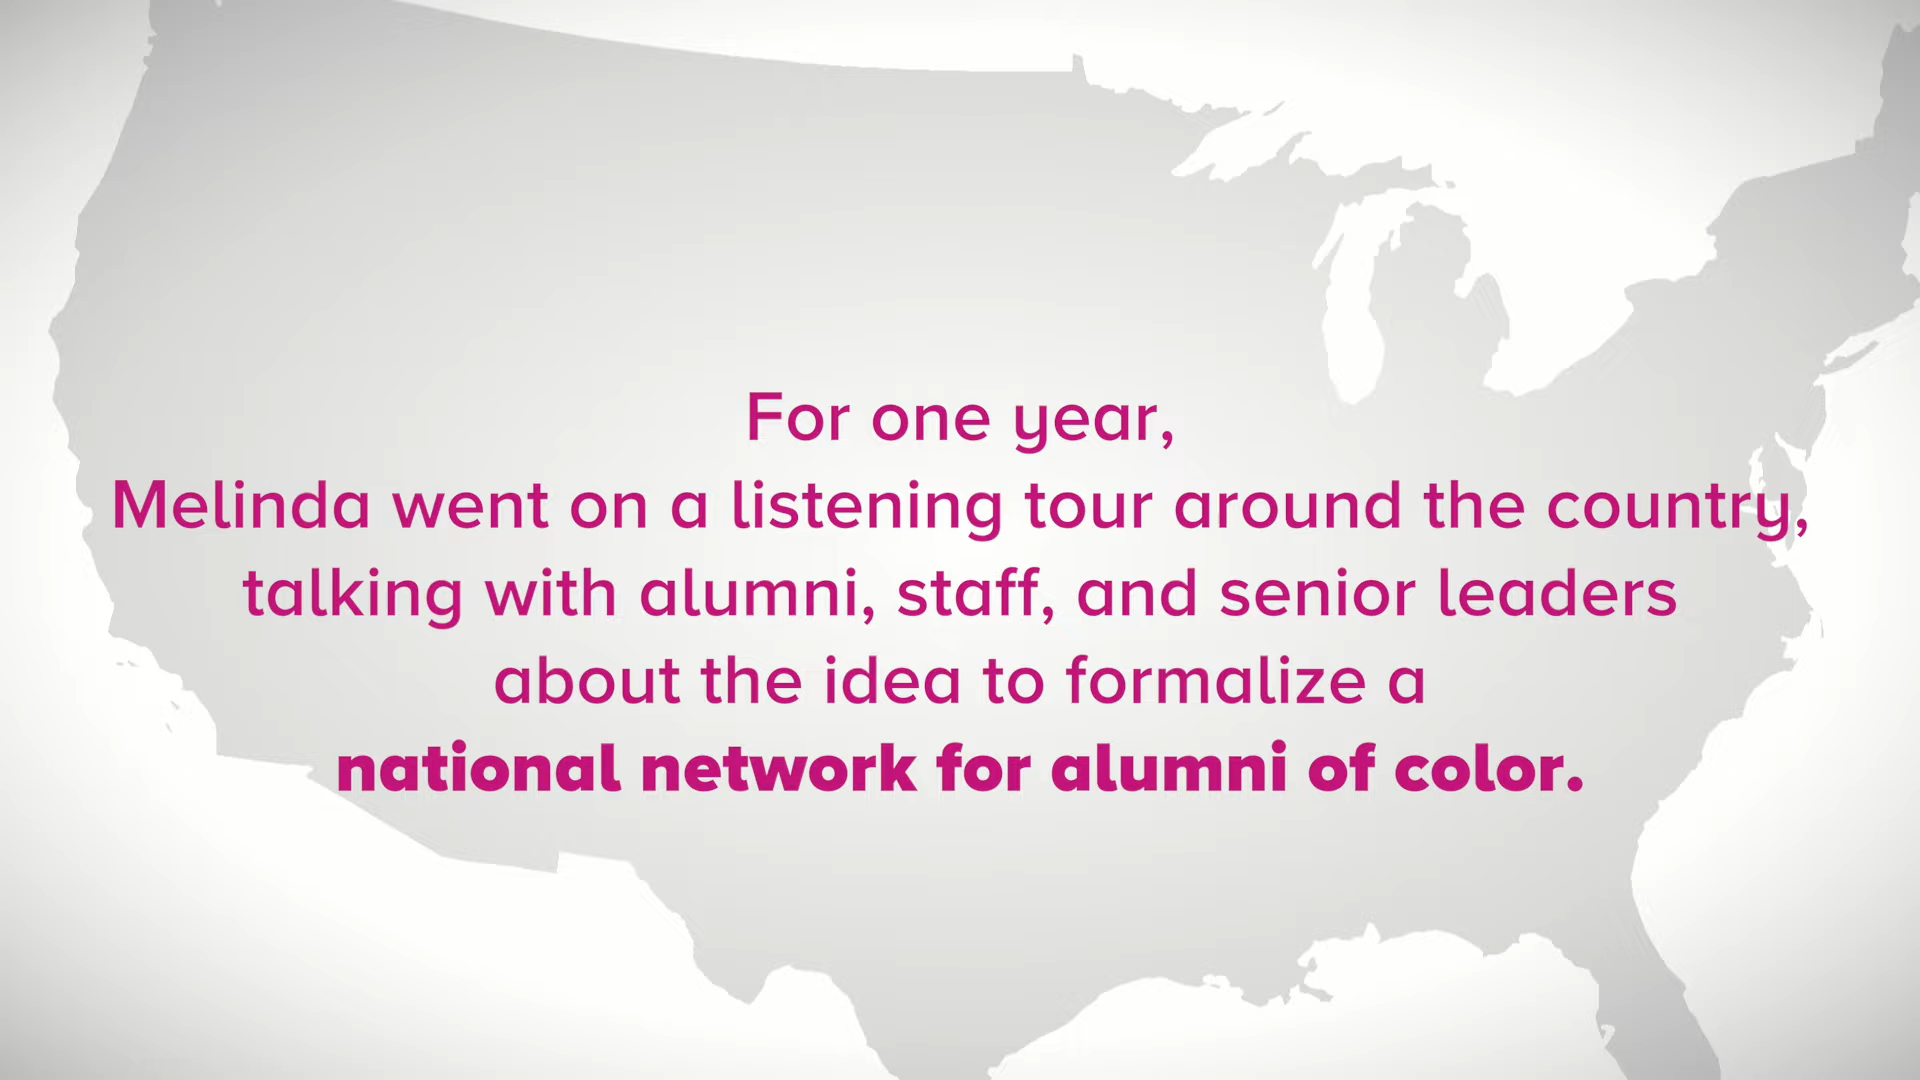 For one year,
Melinda went on a listening tour around the country,
talking with alumni, staff, and senior leaders
about the idea to formalize a
national network for alumni of color.